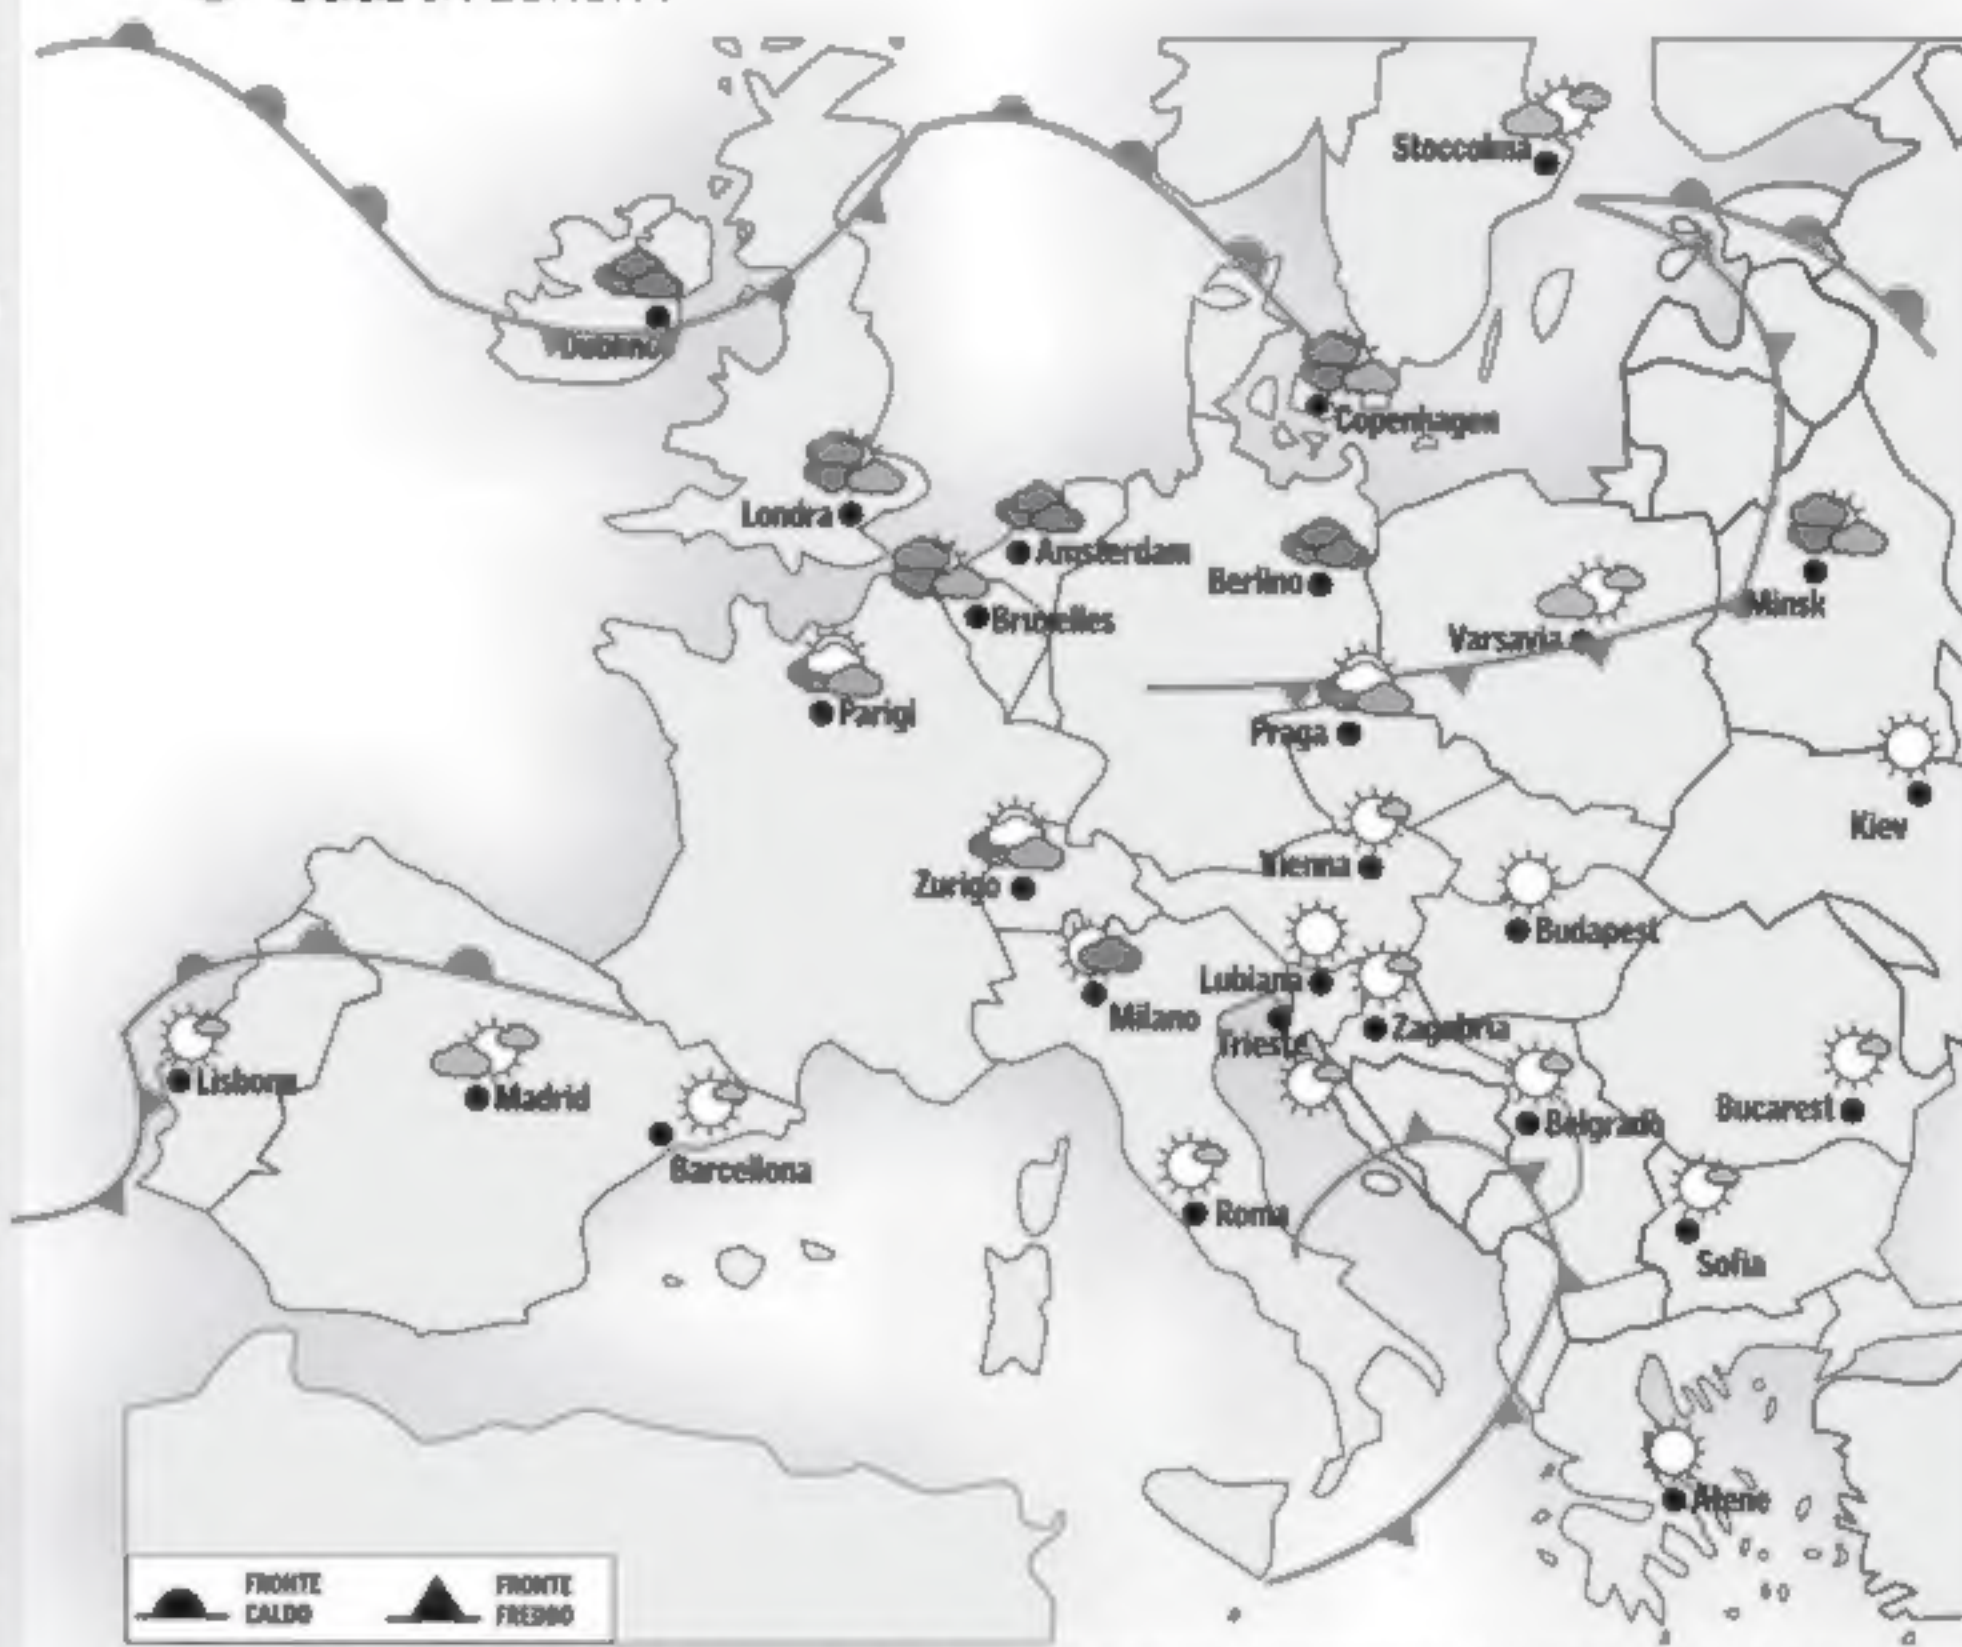 Stoccolma
Dublino
Copenhagen
Londra
Amsterdam
Berlino
Bruxelles
Minsk
Varsavia
Parigi
Praga
Kiev
Vienna
Zurigo
Budapest
Lubiana
Milano
Zagabria
Trieste
Lisbona
Madrid
Bucarest
Belgrado
Barcellona
Roma
Sofia
Atene
FRONTE
CALDO
FRONTE
FREDDO